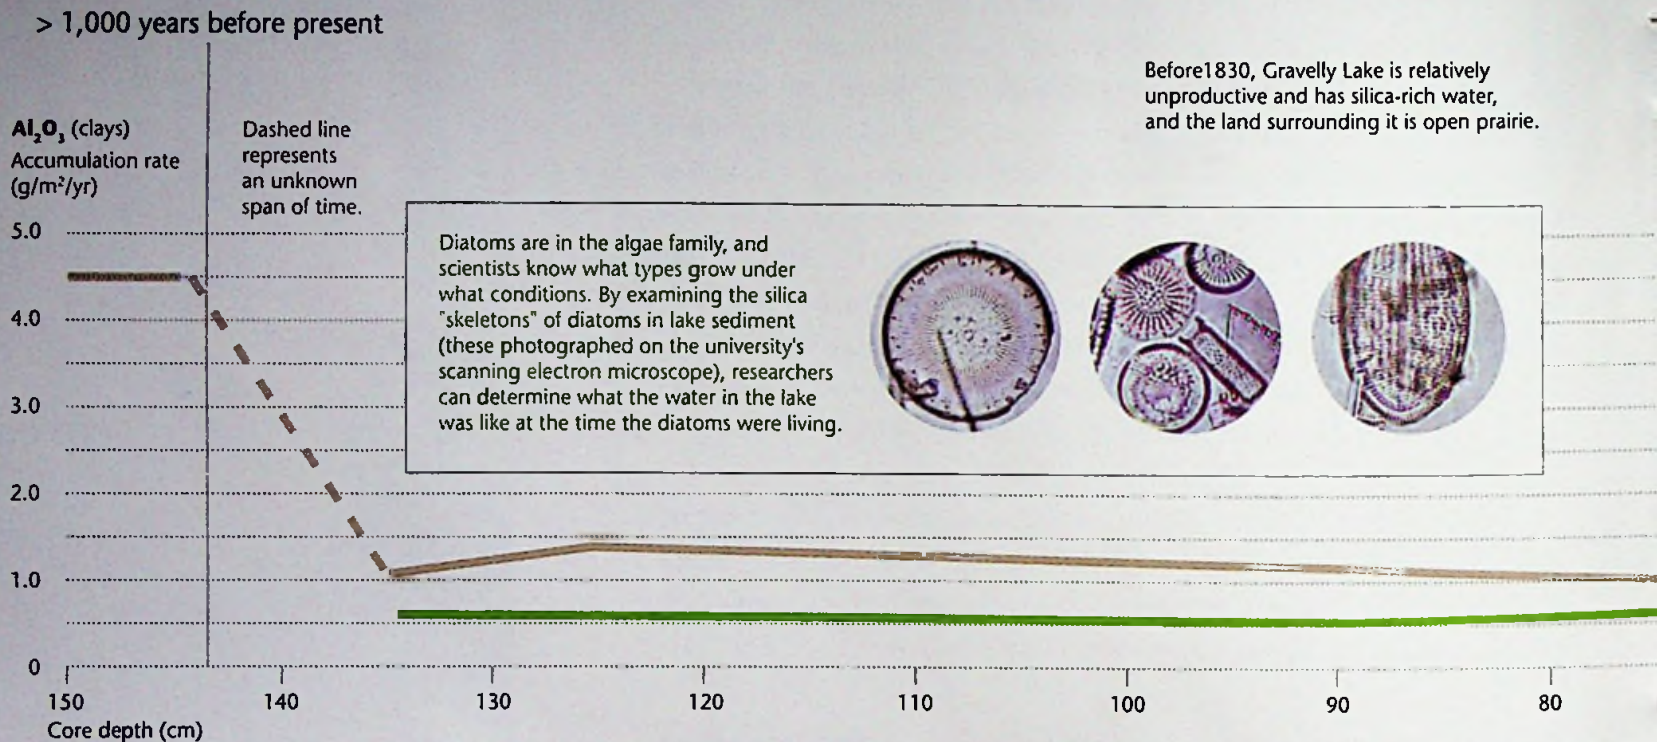 > 1,000 years before present
Before1830, Gravelly Lake is relatively
unproductive and has silica-rich water,
and the land surrounding it is open prairie.
Al₂O₃ (clays)
Accumulation rate
(g/m²/yr)
Dashed line
represents
an unknown
span of time.
Diatoms are in the algae family, and
scientists know what types grow under
what conditions. By examining the silica
"skeletons" of diatoms in lake sediment
(these photographed on the university's
scanning electron microscope), researchers
can determine what the water in the lake
was like at the time the diatoms were living.
5.0
4.0
3.0
2.0
1.0
0
150 140 130 120 110 100 90 80
Core depth (cm)